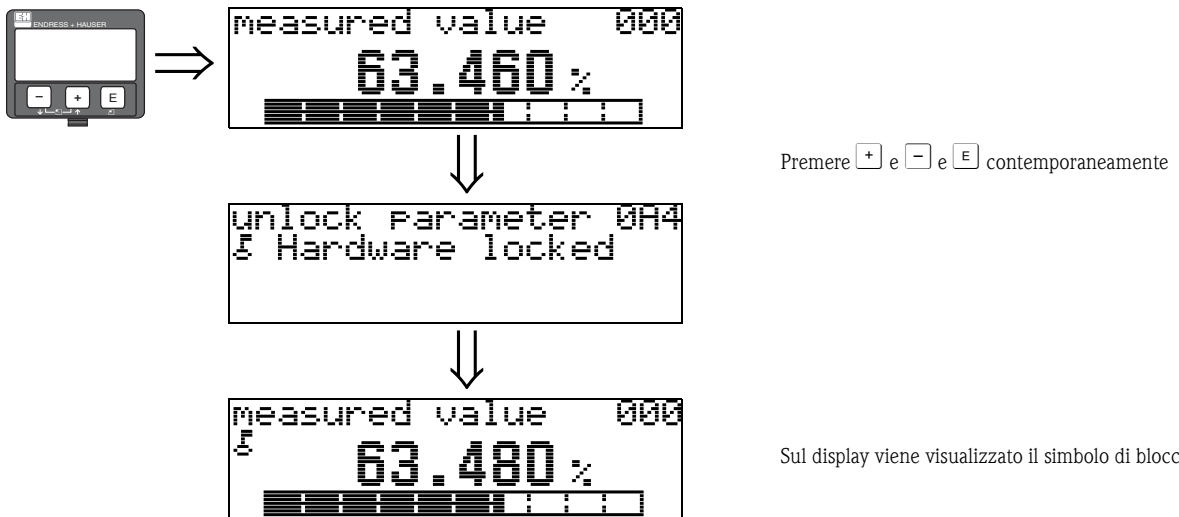 E+H ENDRESS + HAUSER
- + E
measured value 000
63.460 %
Premere + e - e E contemporaneamente
unlock parameter 0A4
Hardware locked
measured value 000
63.480 %
Sul display viene visualizzato il simbolo di blocc